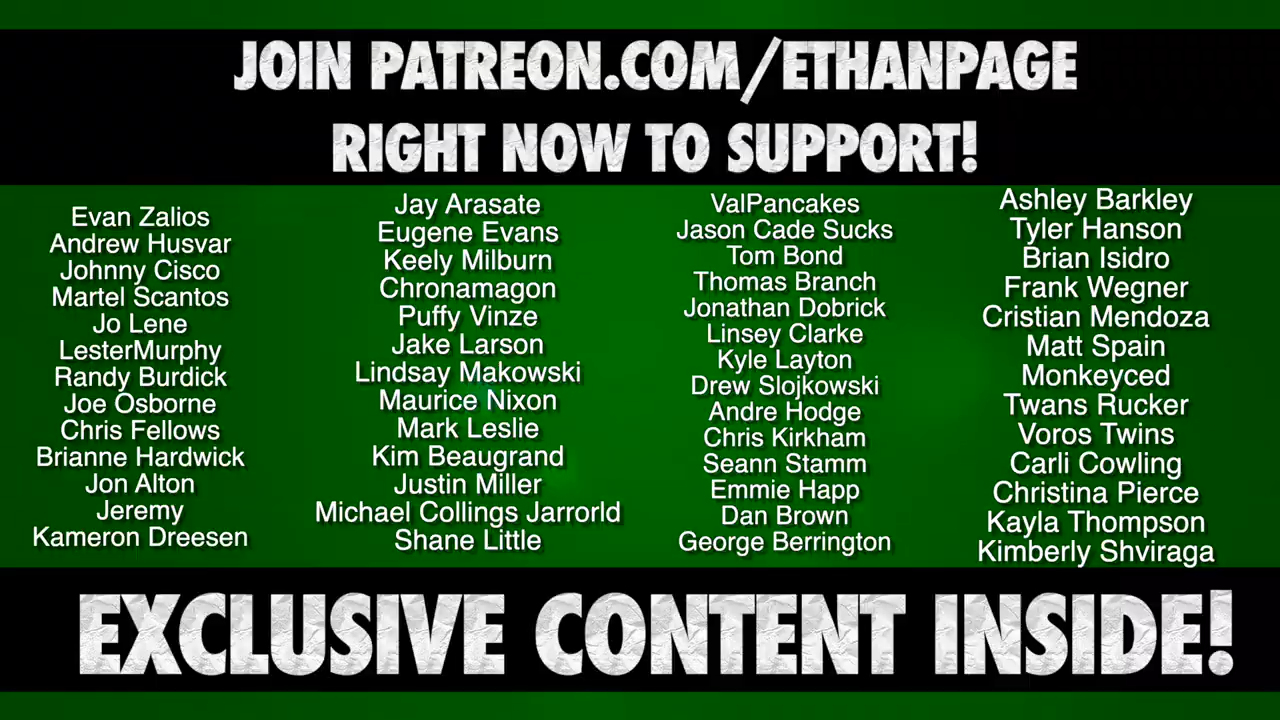 JOIN PATREON.COM/ETHANPAGE
RIGHT NOW TO SUPPORT!
Evan Zalios
Andrew Husvar
Johnny Cisco
Martel Scantos
Jo Lene
LesterMurphy
Randy Burdick
Joe Osborne
Chris Fellows
Brianne Hardwick
Jon Alton
Jeremy
Kameron Dreesen
Jay Arasate
Eugene Evans
Keely Milburn
Chronamagon
Puffy Vinze
Jake Larson
Lindsay Makowski
Maurice Nixon
Mark Leslie
Kim Beaugrand
Justin Miller
Michael Collings Jarrorld
Shane Little
ValPancakes
Jason Cade Sucks
Tom Bond
Thomas Branch
Jonathan Dobrick
Linsey Clarke
Kyle Layton
Drew Slojkowski
Andre Hodge
Chris Kirkham
Seann Stamm
Emmie Happ
Dan Brown
George Berrington
Ashley Barkley
Tyler Hanson
Brian Isidro
Frank Wegner
Cristian Mendoza
Matt Spain
Monkeyced
Twans Rucker
Voros Twins
Carli Cowling
Christina Pierce
Kayla Thompson
Kimberly Shviraga
EXCLUSIVE CONTENT INSIDE!